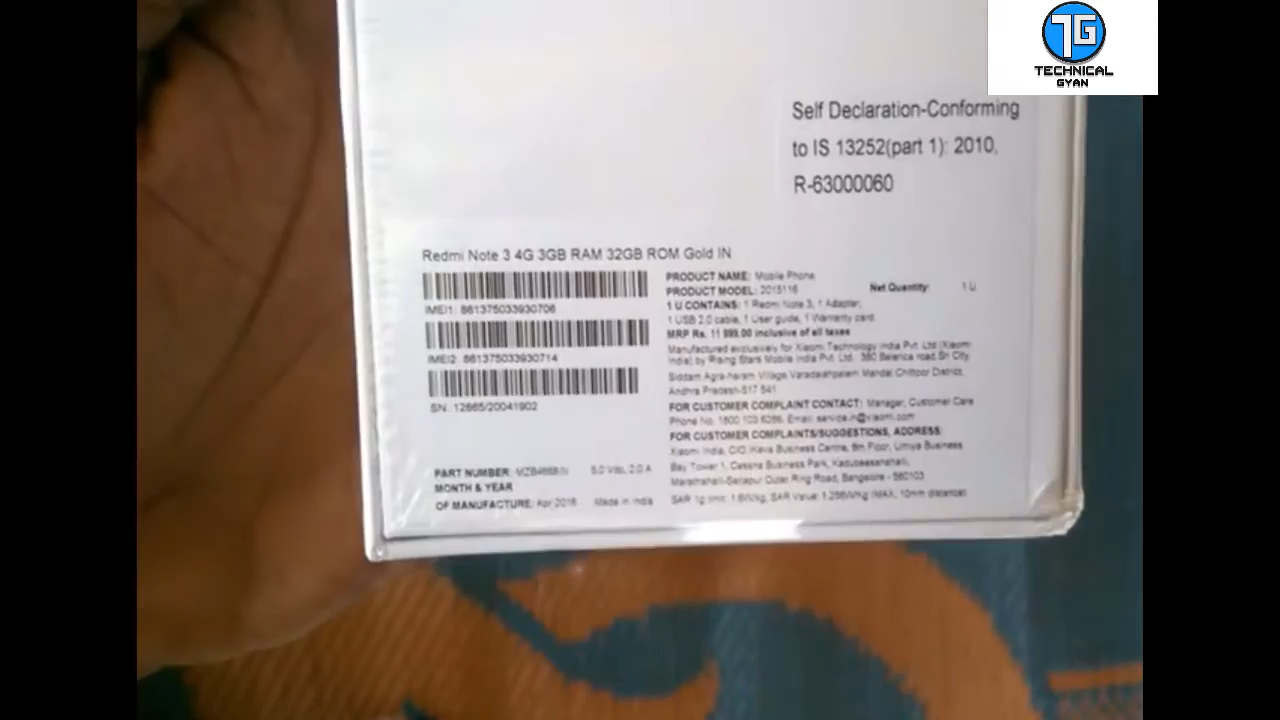 TG
TECHNICAL
GYAN
Self Declaration-Conforming
to IS 13252(part 1): 2010,
R-63000060
Redmi Note 3 4G 3GB RAM 32GB ROM Gold IN
IMEI1: 861375033930706
IMEI2: 861375033930714
SN: 12665/20041902
PART NUMBER: 5.0 Vdc, 2.0 A
MONTH & YEAR
OF MANUFACTURE: Apr 2016 Made in India
PRODUCT NAME: Mobile Phone
PRODUCT MODEL: Net Quantity: 1 U
1 U CONTAINS: 1 Redmi Note 3, 1 Adapter,
1 USB 2.0 cable, 1 User guide, 1 Warranty card.
MRP Rs. 11 999.00 inclusive of all taxes
Manufactured exclusively for Xiaomi Technology India Pvt. Ltd (Xiaomi
India) by Rising Stars Mobile India Pvt. Ltd. 380 Belerica road Sri City,
Siddam Agraharam Village Varadaiahpalem Mandal Chittoor District,
Andhra Pradesh-517 541
FOR CUSTOMER COMPLAINT CONTACT: Manager, Customer Care
Phone No: 1800 103 6286, Email: service.in@xiaomi.com
FOR CUSTOMER COMPLAINTS/SUGGESTIONS, ADDRESS:
Xiaomi India, C/O Business Centre, 8th Floor, Umiya Business
Bay Tower 1, Cessna Business Park, Kadubeesanahalli,
Marathahalli-Sarjapur Outer Ring Road, Bangalore - 560103
SAR 1g limit: 1.6W/kg, SAR Value: (MAX, 10mm distance)